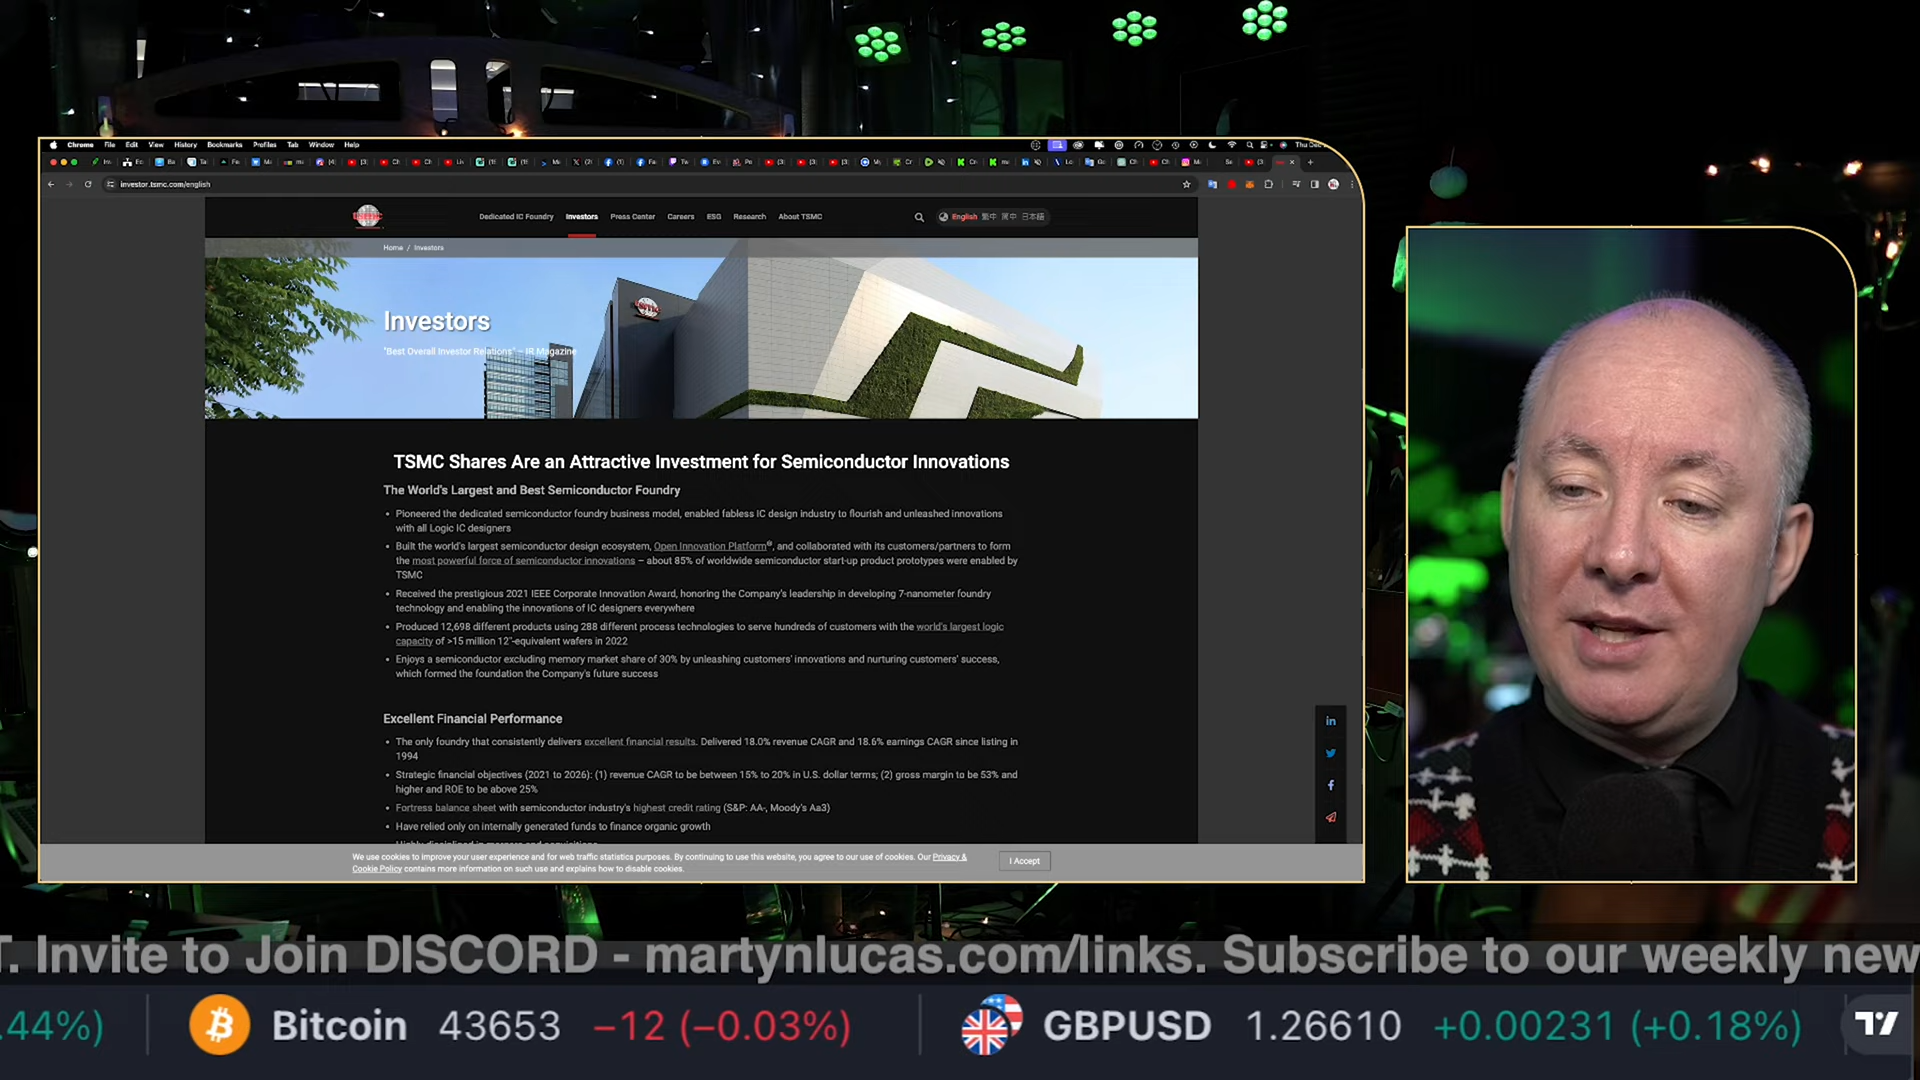 Chrome File Edit View History Bookmarks Profiles Tab Window Help
investor.tsmc.com/english
Dedicated IC Foundry Investors Press Center Careers ESG Research About TSMC English 繁中 简中 日本語
Home / Investors
Investors
"Best Overall Investor Relations" – IR Magazine
TSMC Shares Are an Attractive Investment for Semiconductor Innovations
The World's Largest and Best Semiconductor Foundry
• Pioneered the dedicated semiconductor foundry business model, enabled fabless IC design industry to flourish and unleashed innovations
with all Logic IC designers
• Built the world's largest semiconductor design ecosystem, Open Innovation Platform®, and collaborated with its customers/partners to form
the most powerful force of semiconductor innovations – about 85% of worldwide semiconductor start-up product prototypes were enabled by
TSMC
• Received the prestigious 2021 IEEE Corporate Innovation Award, honoring the Company's leadership in developing 7-nanometer foundry
technology and enabling the innovations of IC designers everywhere
• Produced 12,698 different products using 288 different process technologies to serve hundreds of customers with the world's largest logic
capacity of >15 million 12"-equivalent wafers in 2022
• Enjoys a semiconductor excluding memory market share of 30% by unleashing customers' innovations and nurturing customers' success,
which formed the foundation the Company's future success
Excellent Financial Performance
• The only foundry that consistently delivers excellent financial results. Delivered 18.0% revenue CAGR and 18.6% earnings CAGR since listing in
1994
• Strategic financial objectives (2021 to 2026): (1) revenue CAGR to be between 15% to 20% in U.S. dollar terms; (2) gross margin to be 53% and
higher and ROE to be above 25%
• Fortress balance sheet with semiconductor industry's highest credit rating (S&P: AA-, Moody's Aa3)
• Have relied only on internally generated funds to finance organic growth
We use cookies to improve your user experience and for web traffic statistics purposes. By continuing to use this website, you agree to our use of cookies. Our Privacy &
Cookie Policy contains more information on such use and explains how to disable cookies.
I Accept
T. Invite to Join DISCORD - martynlucas.com/links. Subscribe to our weekly new
.44%) Bitcoin 43653 −12 (−0.03%) GBPUSD 1.26610 +0.00231 (+0.18%)